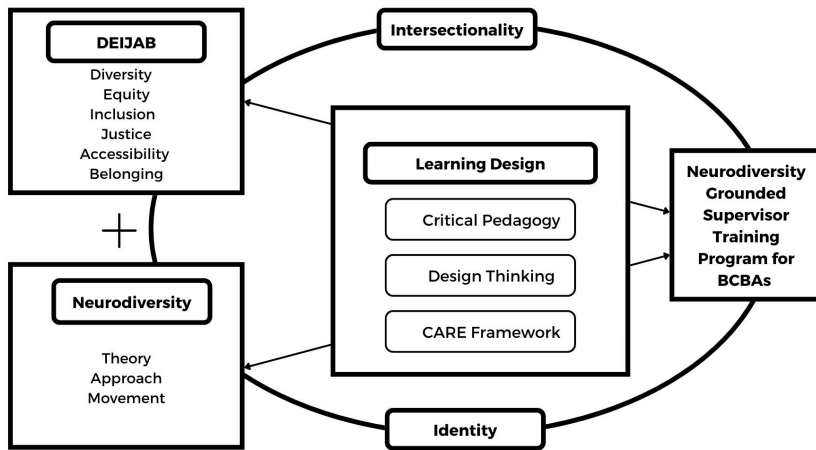 DEIJAB
Diversity
Equity
Inclusion
Justice
Accessibility
Belonging
+
Neurodiversity
Theory
Approach
Movement
Intersectionality
Learning Design
Critical Pedagogy
Design Thinking
CARE Framework
Identity
Neurodiversity
Grounded
Supervisor
Training
Program for
BCBAs